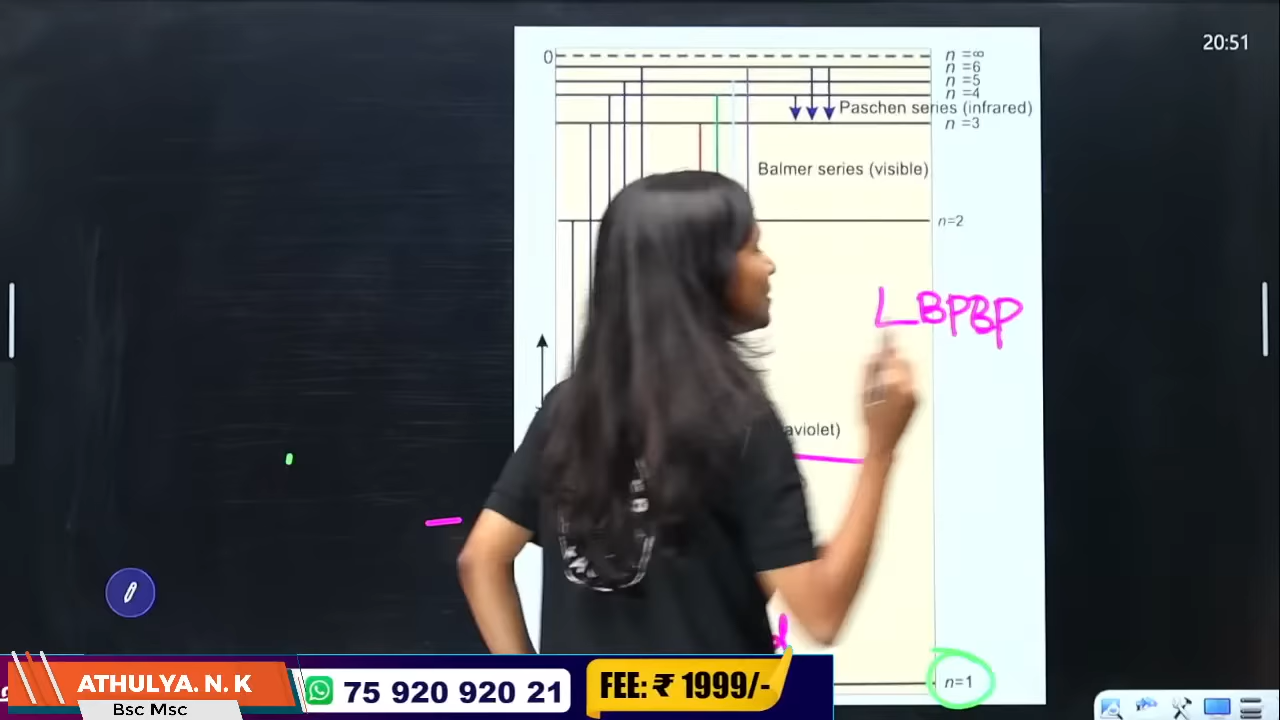 20:51
0
n =∞
n =6
n =5
n =4
Paschen series (infrared)
n =3
Balmer series (visible)
n=2
LBPBP
n=1
ATHULYA. N. K
Bsc Msc
75 920 920 21
FEE: ₹ 1999/-